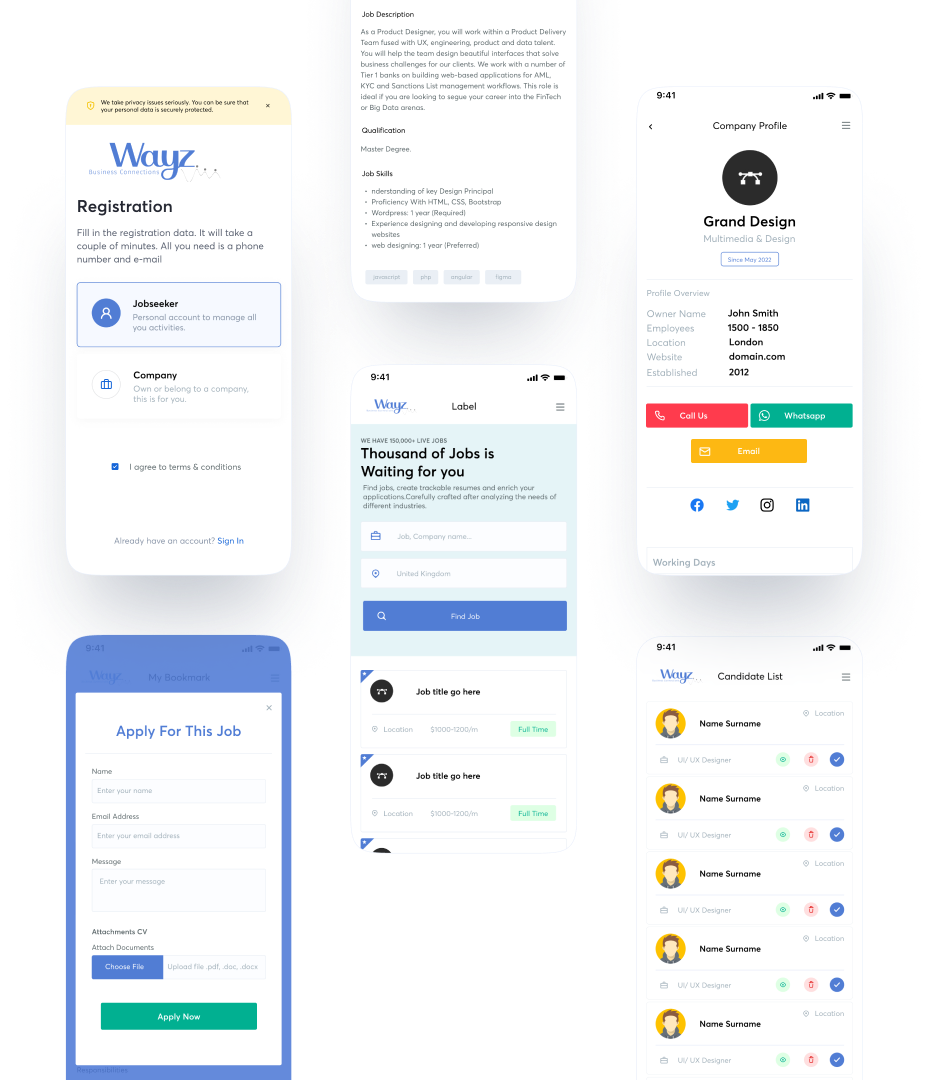 We take privacy issues seriously. You can be sure that
your personal data is securely protected.
Wayz
Business Connections
Registration
Fill in the registration data. It will take a
couple of minutes. All you need is a phone
number and e-mail
Jobseeker
Personal account to manage all
you activities.
Company
Own or belong to a company,
this is for you.
I agree to terms & conditions
Already have an account? Sign In
9:41
My Bookmark
Apply For This Job
Name
Enter your name
Email Address
Enter your email address
Message
Enter your message
Attachments CV
Attach Documents
Choose File
Upload file .pdf, .doc, .docx
Apply Now
Responsibilities
Job Description
As a Product Designer, you will work within a Product Delivery
Team fused with UX, engineering, product and data talent.
You will help the team design beautiful interfaces that solve
business challenges for our clients. We work with a number of
Tier 1 banks on building web-based applications for AML,
KYC and Sanctions List management workflows. This role is
ideal if you are looking to segue your career into the FinTech
or Big Data arenas.
Qualification
Master Degree.
Job Skills
• nderstanding of key Design Principal
• Proficiency With HTML, CSS, Bootstrap
• Wordpress: 1 year (Required)
• Experience designing and developing responsive design
websites
• web designing: 1 year (Preferred)
javascript php angular figma
9:41
Wayz
Label
WE HAVE 150,000+ LIVE JOBS
Thousand of Jobs is
Waiting for you
Find jobs, create trackable resumes and enrich your
applications.Carefully crafted after analyzing the needs of
different industries.
Job, Company name...
United Kingdom
Find Job
Job title go here
Location $1000-1200/m Full Time
Job title go here
Location $1000-1200/m Full Time
9:41
Company Profile
Grand Design
Multimedia & Design
Since May 2022
Profile Overview
Owner Name John Smith
Employees 1500 - 1850
Location London
Website domain.com
Established 2012
Call Us
Whatsapp
Email
Working Days
9:41
Wayz
Candidate List
Location
Name Surname
UI/ UX Designer
Location
Name Surname
UI/ UX Designer
Location
Name Surname
UI/ UX Designer
Location
Name Surname
UI/ UX Designer
Location
Name Surname
UI/ UX Designer